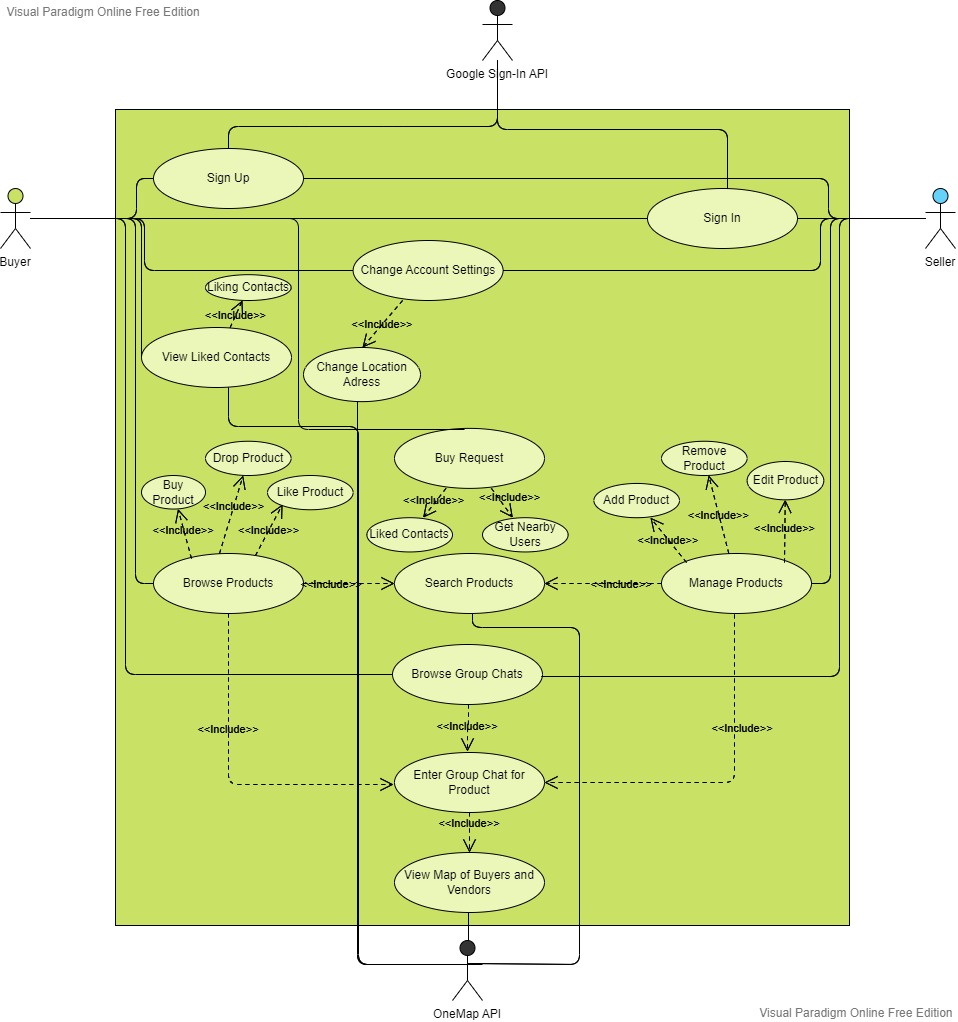 Visual Paradigm Online Free Edition
Google Sign-In API
Sign Up
Sign In
Buyer
Seller
Change Account Settings
Liking Contacts
<<Include>>
<<Include>>
View Liked Contacts
Change Location
Adress
Drop Product
Buy Request
Remove
Product
Buy
Product
Like Product
Add Product
Edit Product
<<Include>>
<<Include>>
<<Include>>
<<Include>>
<<Include>>
<<Include>>
<<Include>>
<<Include>>
Liked Contacts
Get Nearby
Users
Browse Products
<<Include>>
Search Products
<<Include>>
Manage Products
Browse Group Chats
<<Include>>
<<Include>>
<<Include>>
Enter Group Chat for
Product
<<Include>>
View Map of Buyers and
Vendors
OneMap API
Visual Paradigm Online Free Edition